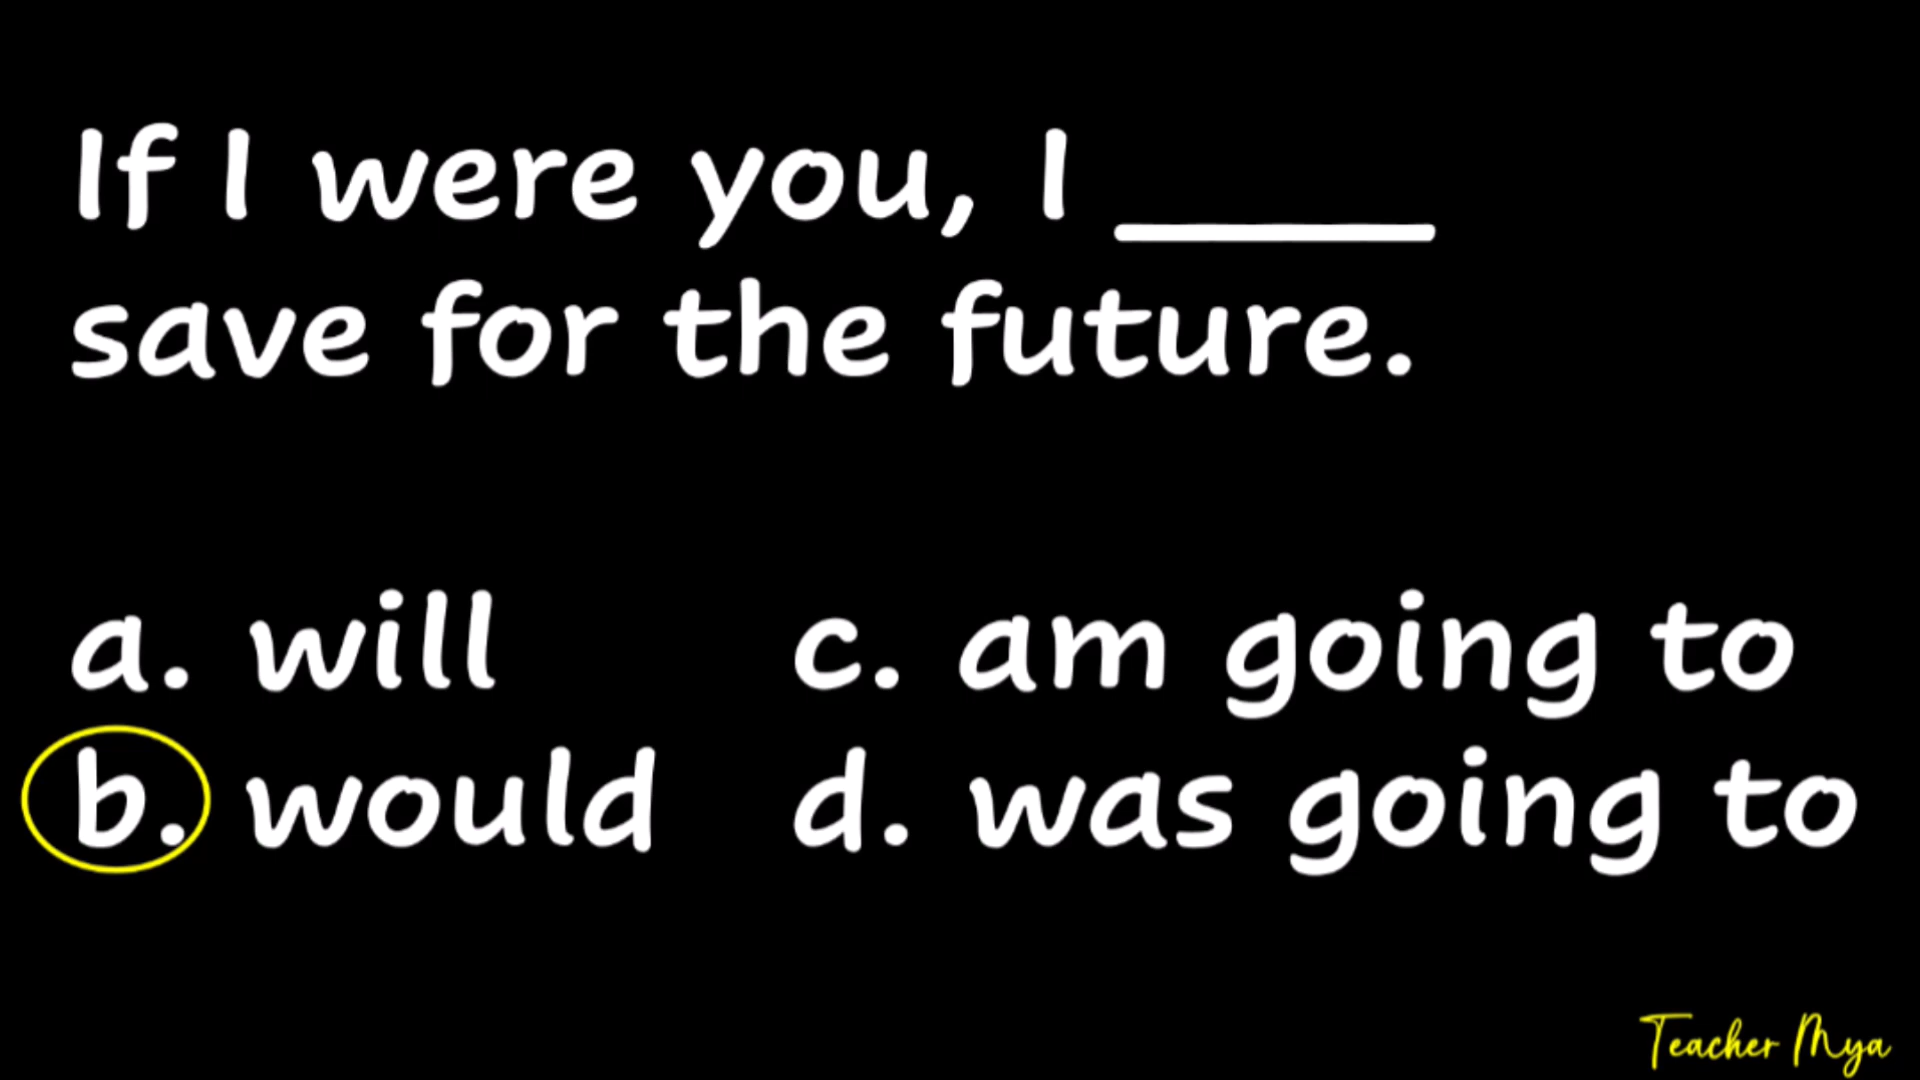 If I were you, I _____
save for the future.
a. will
b. would
c. am going to
d. was going to
Teacher Mya